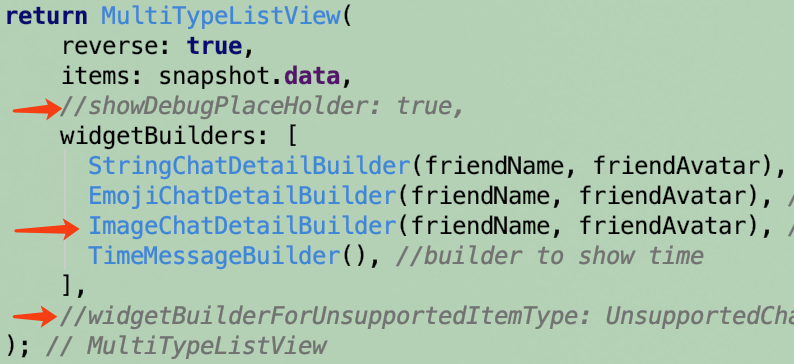 return MultiTypeListView(
reverse: true,
items: snapshot.data,
//showDebugPlaceHolder: true,
widgetBuilders: [
StringChatDetailBuilder(friendName, friendAvatar),
EmojiChatDetailBuilder(friendName, friendAvatar), /
ImageChatDetailBuilder(friendName, friendAvatar), /
TimeMessageBuilder(), //builder to show time
],
//widgetBuilderForUnsupportedItemType: UnsupportedCha
); // MultiTypeListView